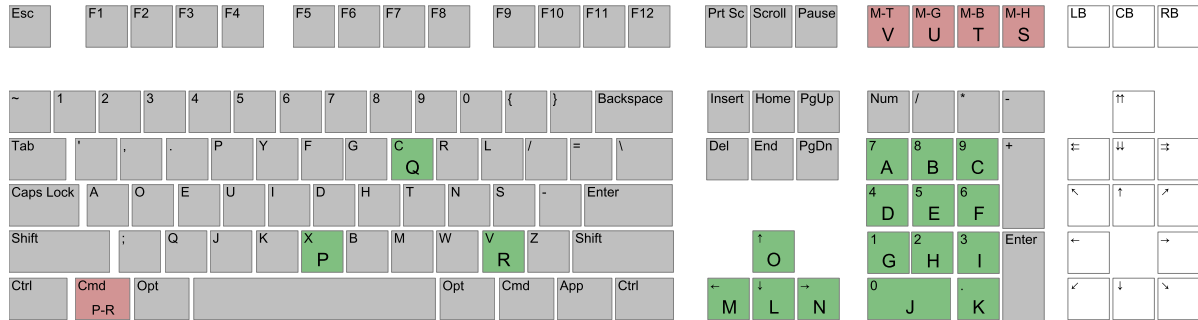 Esc F1 F2 F3 F4 F5 F6 F7 F8 F9 F10 F11 F12 Prt Sc Scroll Pause M-T M-G M-B M-H LB CB RB
V U T S
~ 1 2 3 4 5 6 7 8 9 0 { } Backspace Insert Home PgUp Num / * - ⇈
Tab ' , . P Y F G C R L / = \ Del End PgDn 7 8 9 + ⇇ ⇊ ⇉
Q A B C
Caps Lock A O E U I D H T N S - Enter 4 5 6 ↖ ↑ ↗
D E F
Shift ; Q J K X B M W V Z Shift ↑ 1 2 3 Enter ← →
P R O G H I
Ctrl Cmd Opt Opt Cmd App Ctrl ← ↓ → 0 . ↙ ↓ ↘
P-R M L N J K